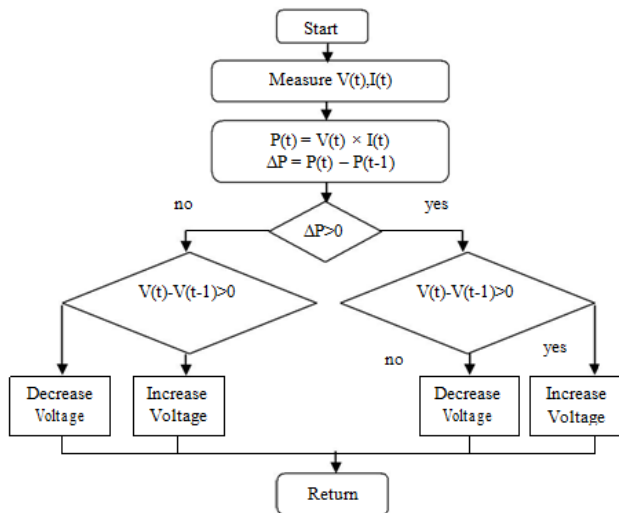 Start
Measure V(t),I(t)
P(t) = V(t) × I(t)
ΔP = P(t) – P(t-1)
no
yes
ΔP>0
V(t)-V(t-1)>0
V(t)-V(t-1)>0
no
yes
Decrease
Voltage
Increase
Voltage
Decrease
Voltage
Increase
Voltage
Return